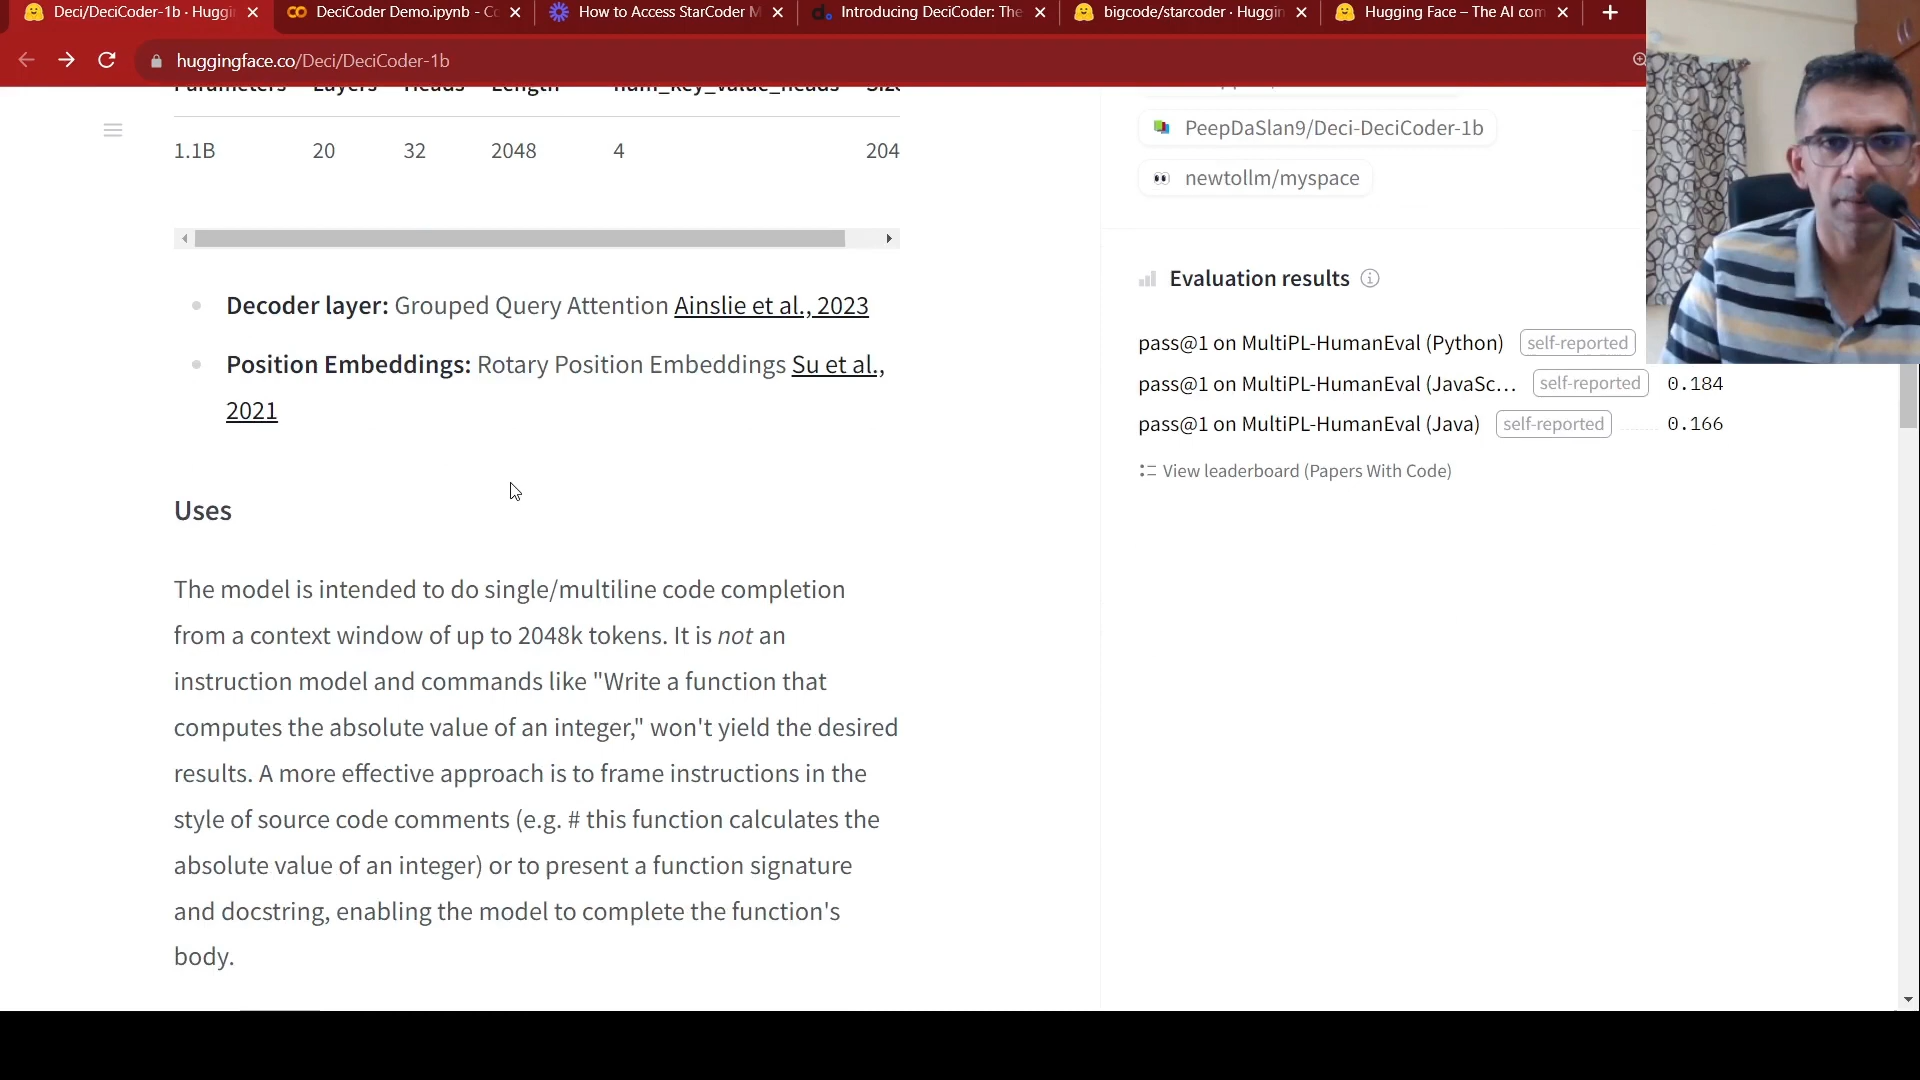 Deci/DeciCoder-1b · Huggi
DeciCoder Demo.ipynb - Co
How to Access StarCoder M
Introducing DeciCoder: The
bigcode/starcoder · Huggin
Hugging Face – The AI com
huggingface.co/Deci/DeciCoder-1b
Parameters Layers Heads Length num_key_value_heads Size
1.1B 20 32 2048 4 204
Decoder layer: Grouped Query Attention Ainslie et al., 2023
Position Embeddings: Rotary Position Embeddings Su et al.,
2021
Uses
The model is intended to do single/multiline code completion
from a context window of up to 2048k tokens. It is not an
instruction model and commands like "Write a function that
computes the absolute value of an integer," won't yield the desired
results. A more effective approach is to frame instructions in the
style of source code comments (e.g. # this function calculates the
absolute value of an integer) or to present a function signature
and docstring, enabling the model to complete the function's
body.
PeepDaSlan9/Deci-DeciCoder-1b
newtollm/myspace
Evaluation results
pass@1 on MultiPL-HumanEval (Python) self-reported
pass@1 on MultiPL-HumanEval (JavaSc... self-reported 0.184
pass@1 on MultiPL-HumanEval (Java) self-reported 0.166
View leaderboard (Papers With Code)